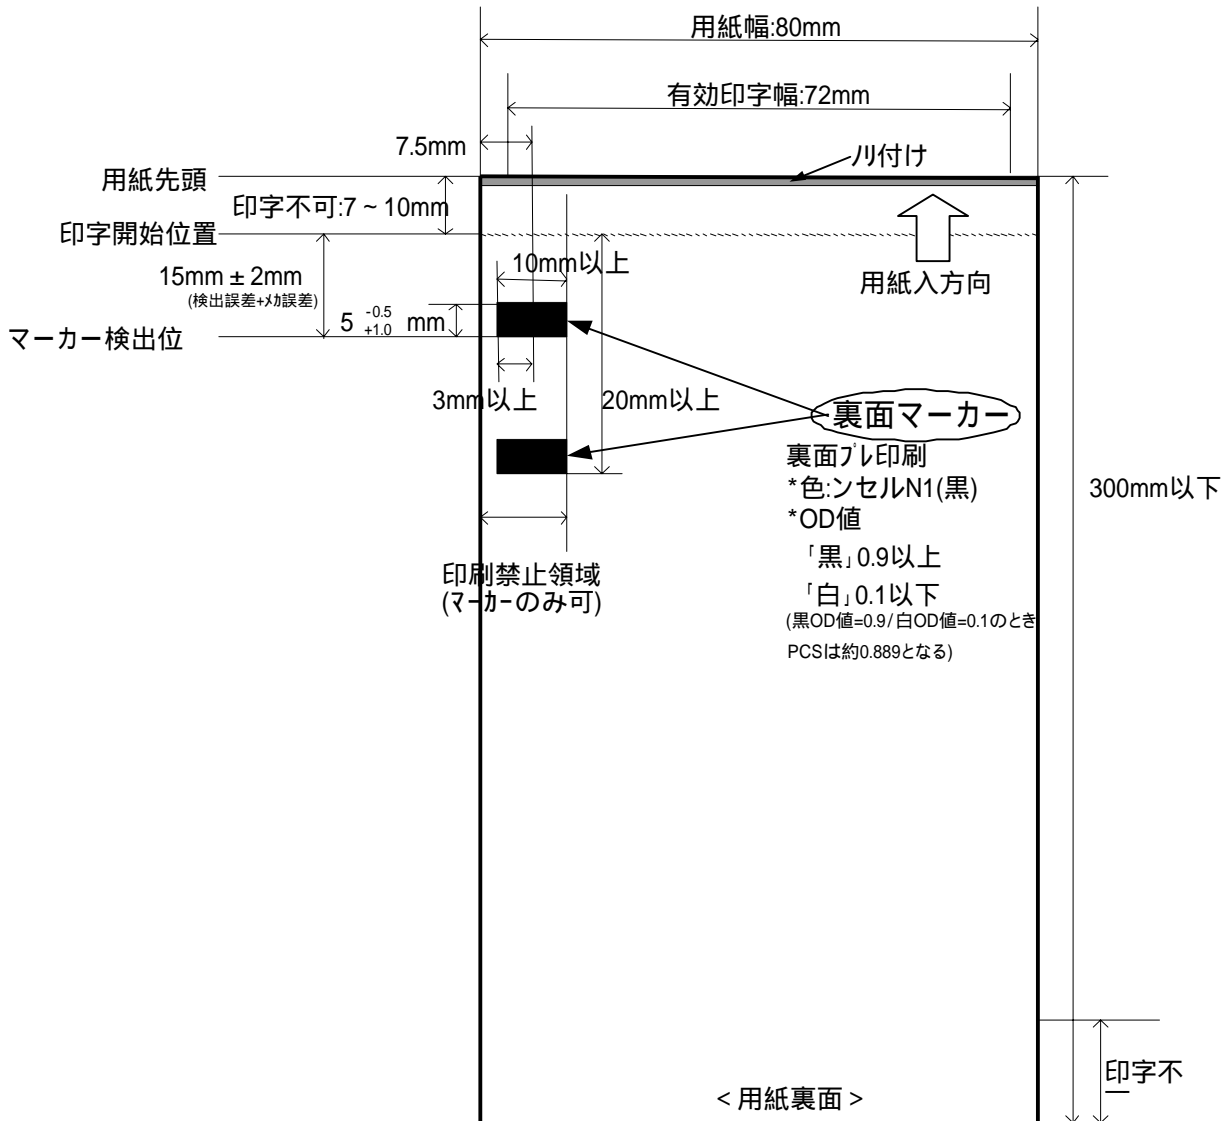 用紙幅:80mm
有効印字幅:72mm
7.5mm
ﾉﾘ付け
用紙先頭
印字不可:7 ~ 10mm
印字開始位置
15mm ± 2mm
(検出誤差+ﾒｶ誤差)
10mm以上
用紙入方向
5 -0.5 +1.0 mm
マーカー検出位
3mm以上
20mm以上
裏面マーカー
裏面ﾌﾟﾚ印刷
*色:ンセルN1(黒)
*OD値
「黒」0.9以上
「白」0.1以下
(黒OD値=0.9/白OD値=0.1のとき
PCSは約0.889となる)
300mm以下
印刷禁止領域
(ﾏｰｶｰのみ可)
印字不
<用紙裏面>